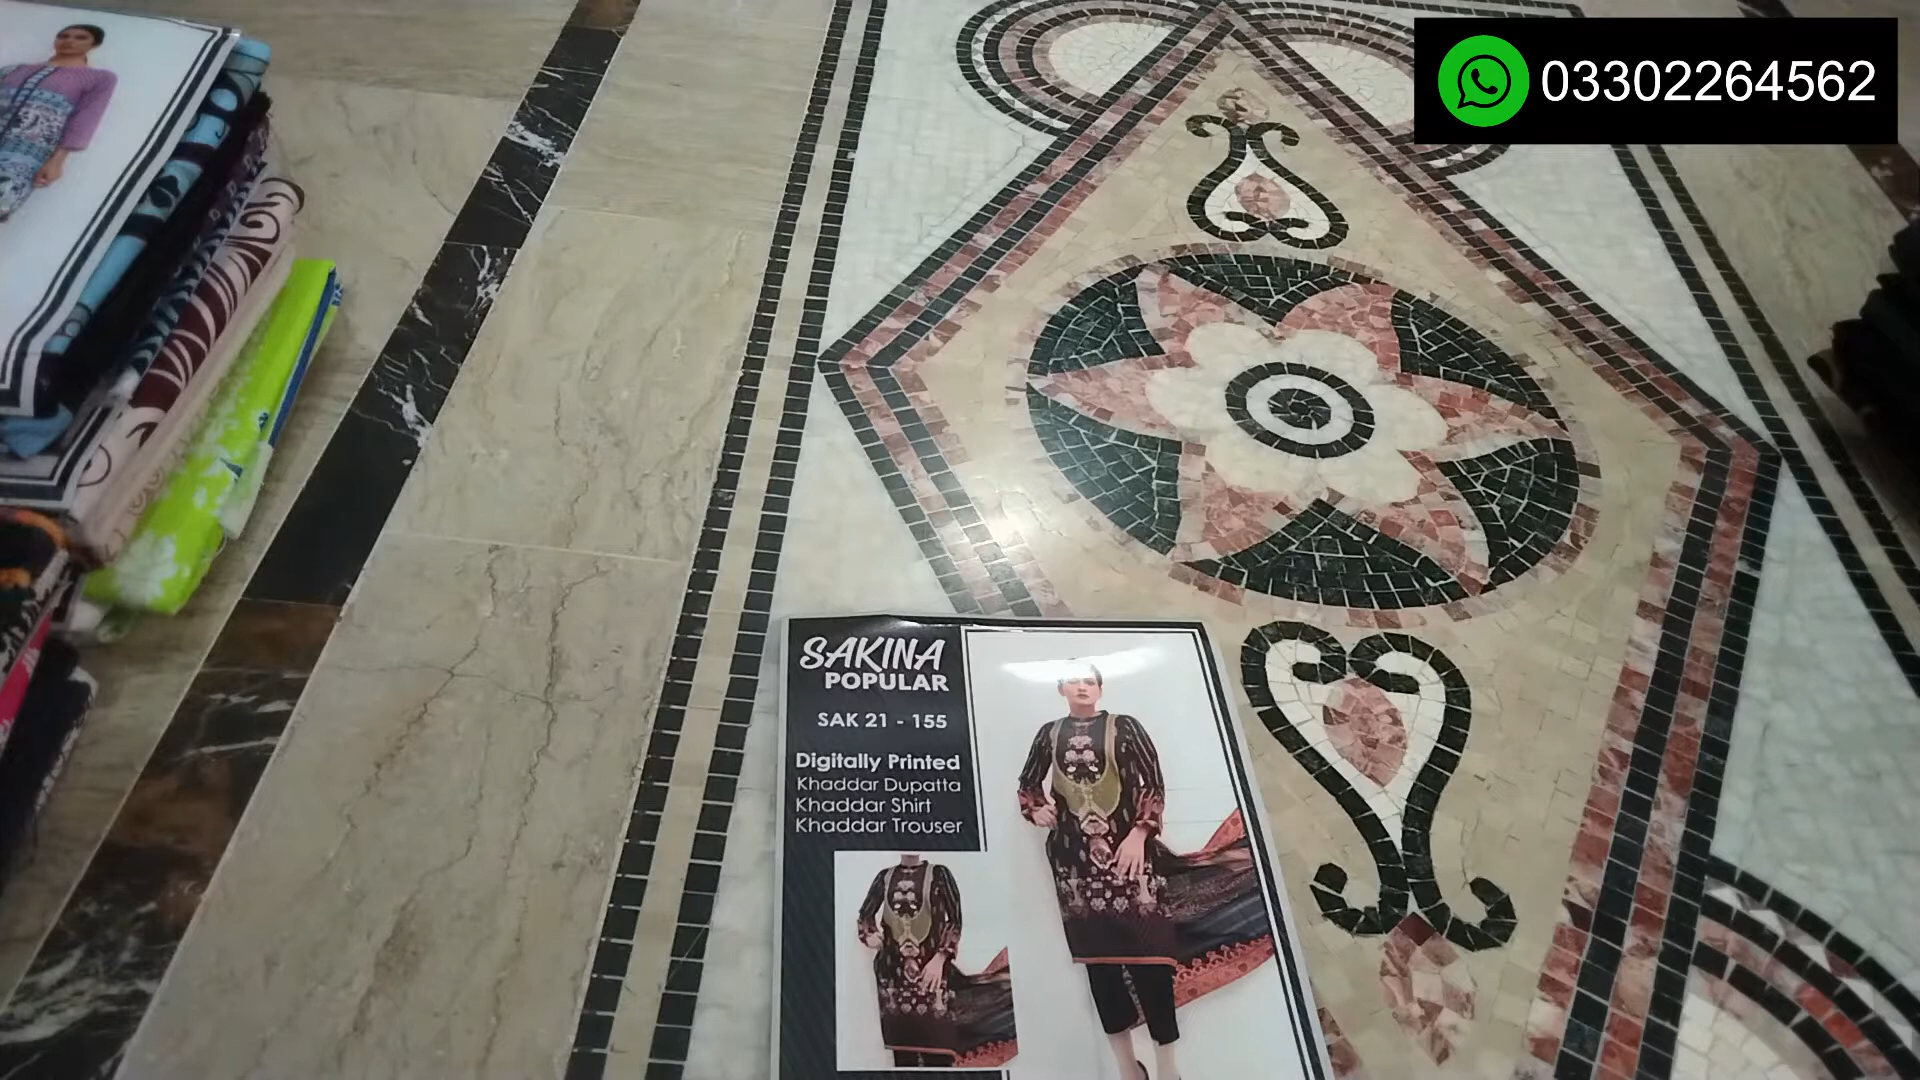 03302264562
SAKINA
POPULAR
SAK 21 - 155
Digitally Printed
Khaddar Dupatta
Khaddar Shirt
Khaddar Trouser